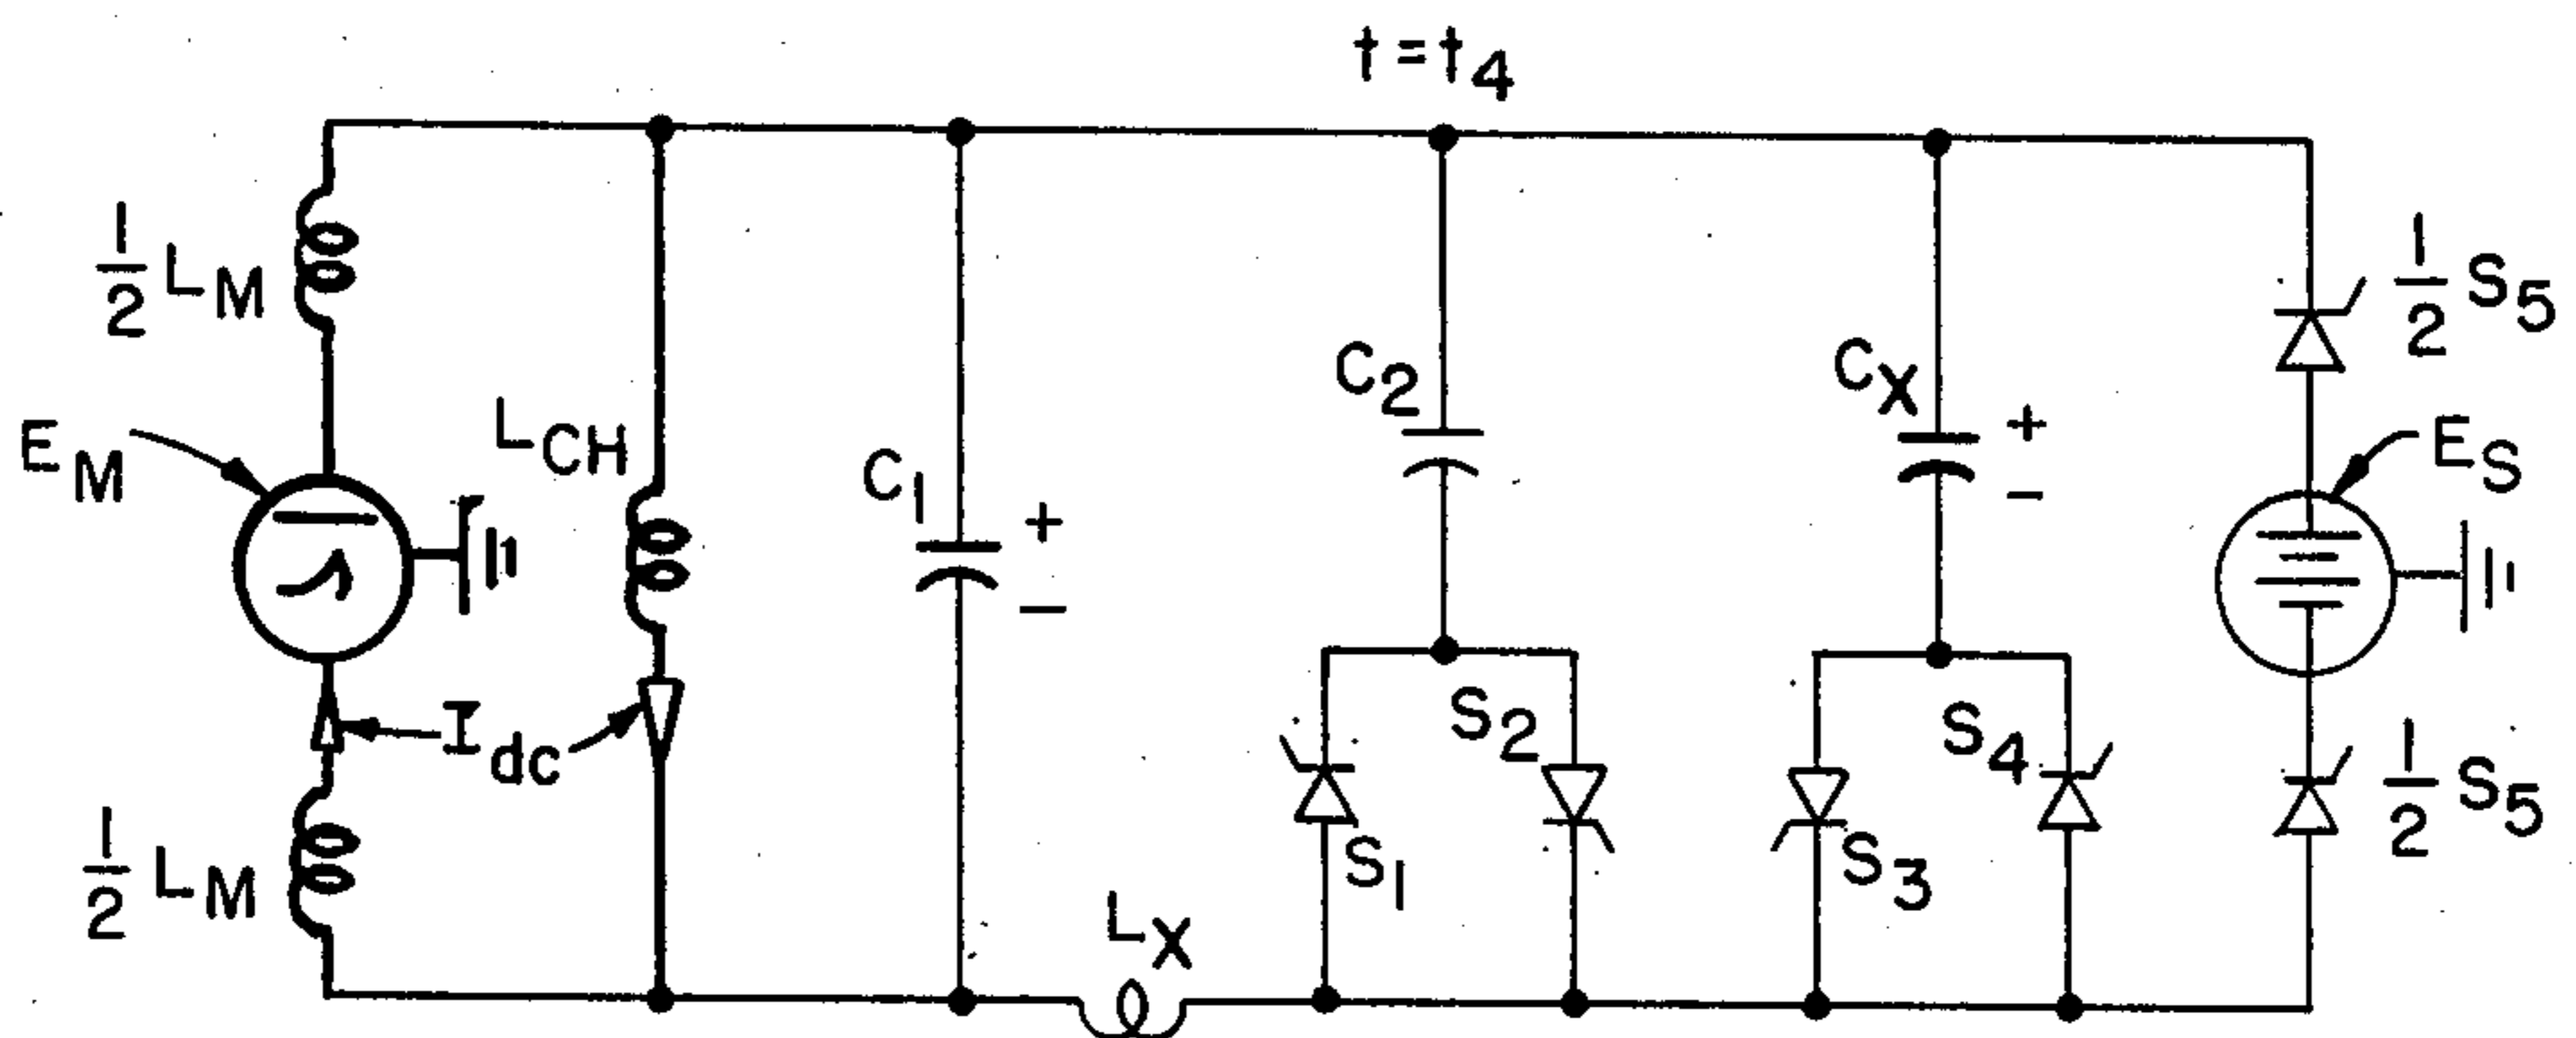 t = t4
1/2 LM
EM
LCH
C1
+
−
C2
CX
+
−
1/2 S5
ES
Idc
S2
S4
1/2 LM
LX
S1
S3
1/2 S5